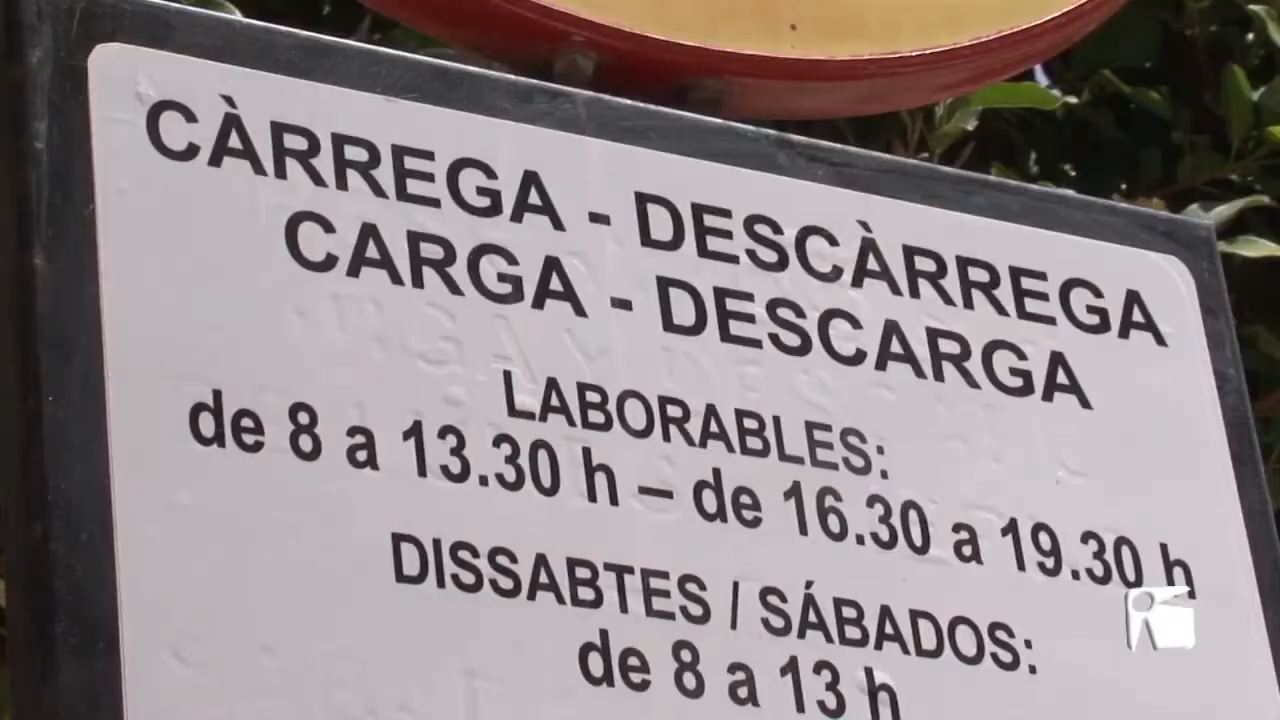 CÀRREGA - DESCÀRREGA
CARGA - DESCARGA
LABORABLES:
de 8 a 13.30 h – de 16.30 a 19.30 h
DISSABTES / SÁBADOS:
de 8 a 13 h